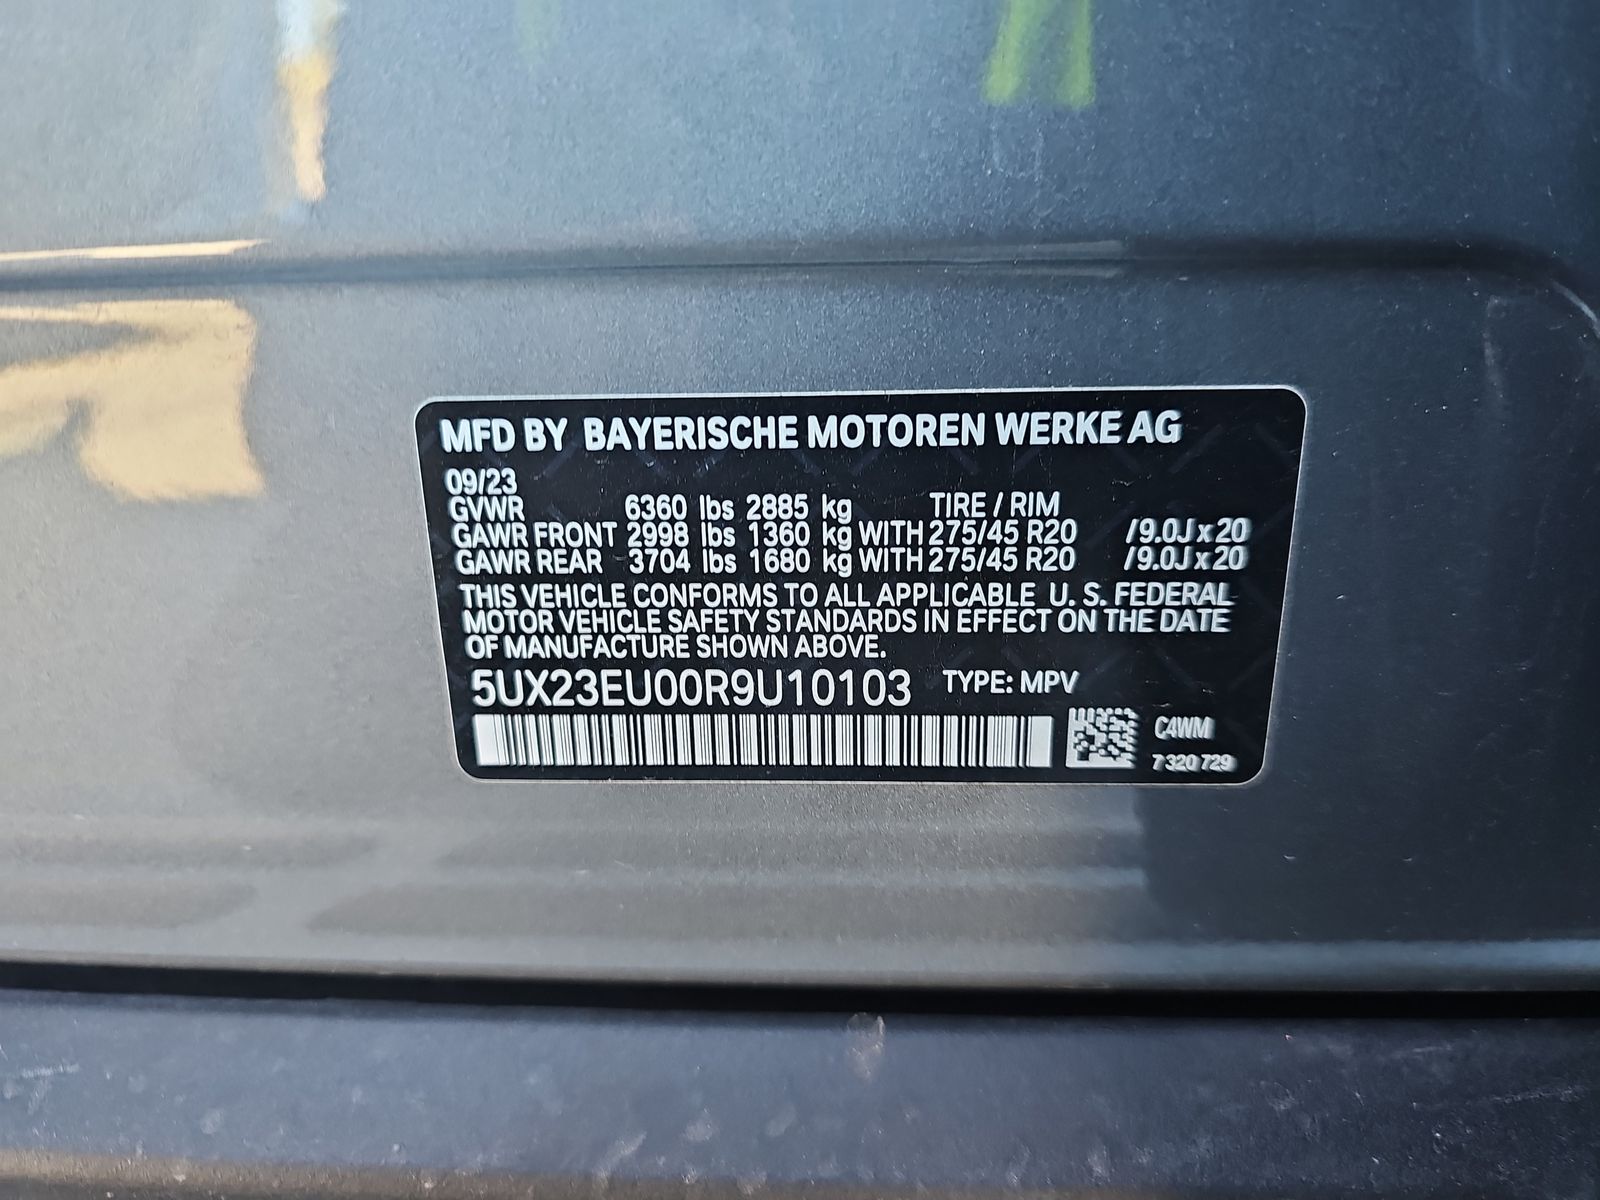 MFD BY BAYERISCHE MOTOREN WERKE AG
09/23
GVWR 6360 lbs 2885 kg TIRE / RIM
GAWR FRONT 2998 lbs 1360 kg WITH 275/45 R20 /9.0J x 20
GAWR REAR 3704 lbs 1680 kg WITH 275/45 R20 /9.0J x 20
THIS VEHICLE CONFORMS TO ALL APPLICABLE U. S. FEDERAL
MOTOR VEHICLE SAFETY STANDARDS IN EFFECT ON THE DATE
OF MANUFACTURE SHOWN ABOVE.
5UX23EU00R9U10103 TYPE: MPV
C4WM
7 320 729